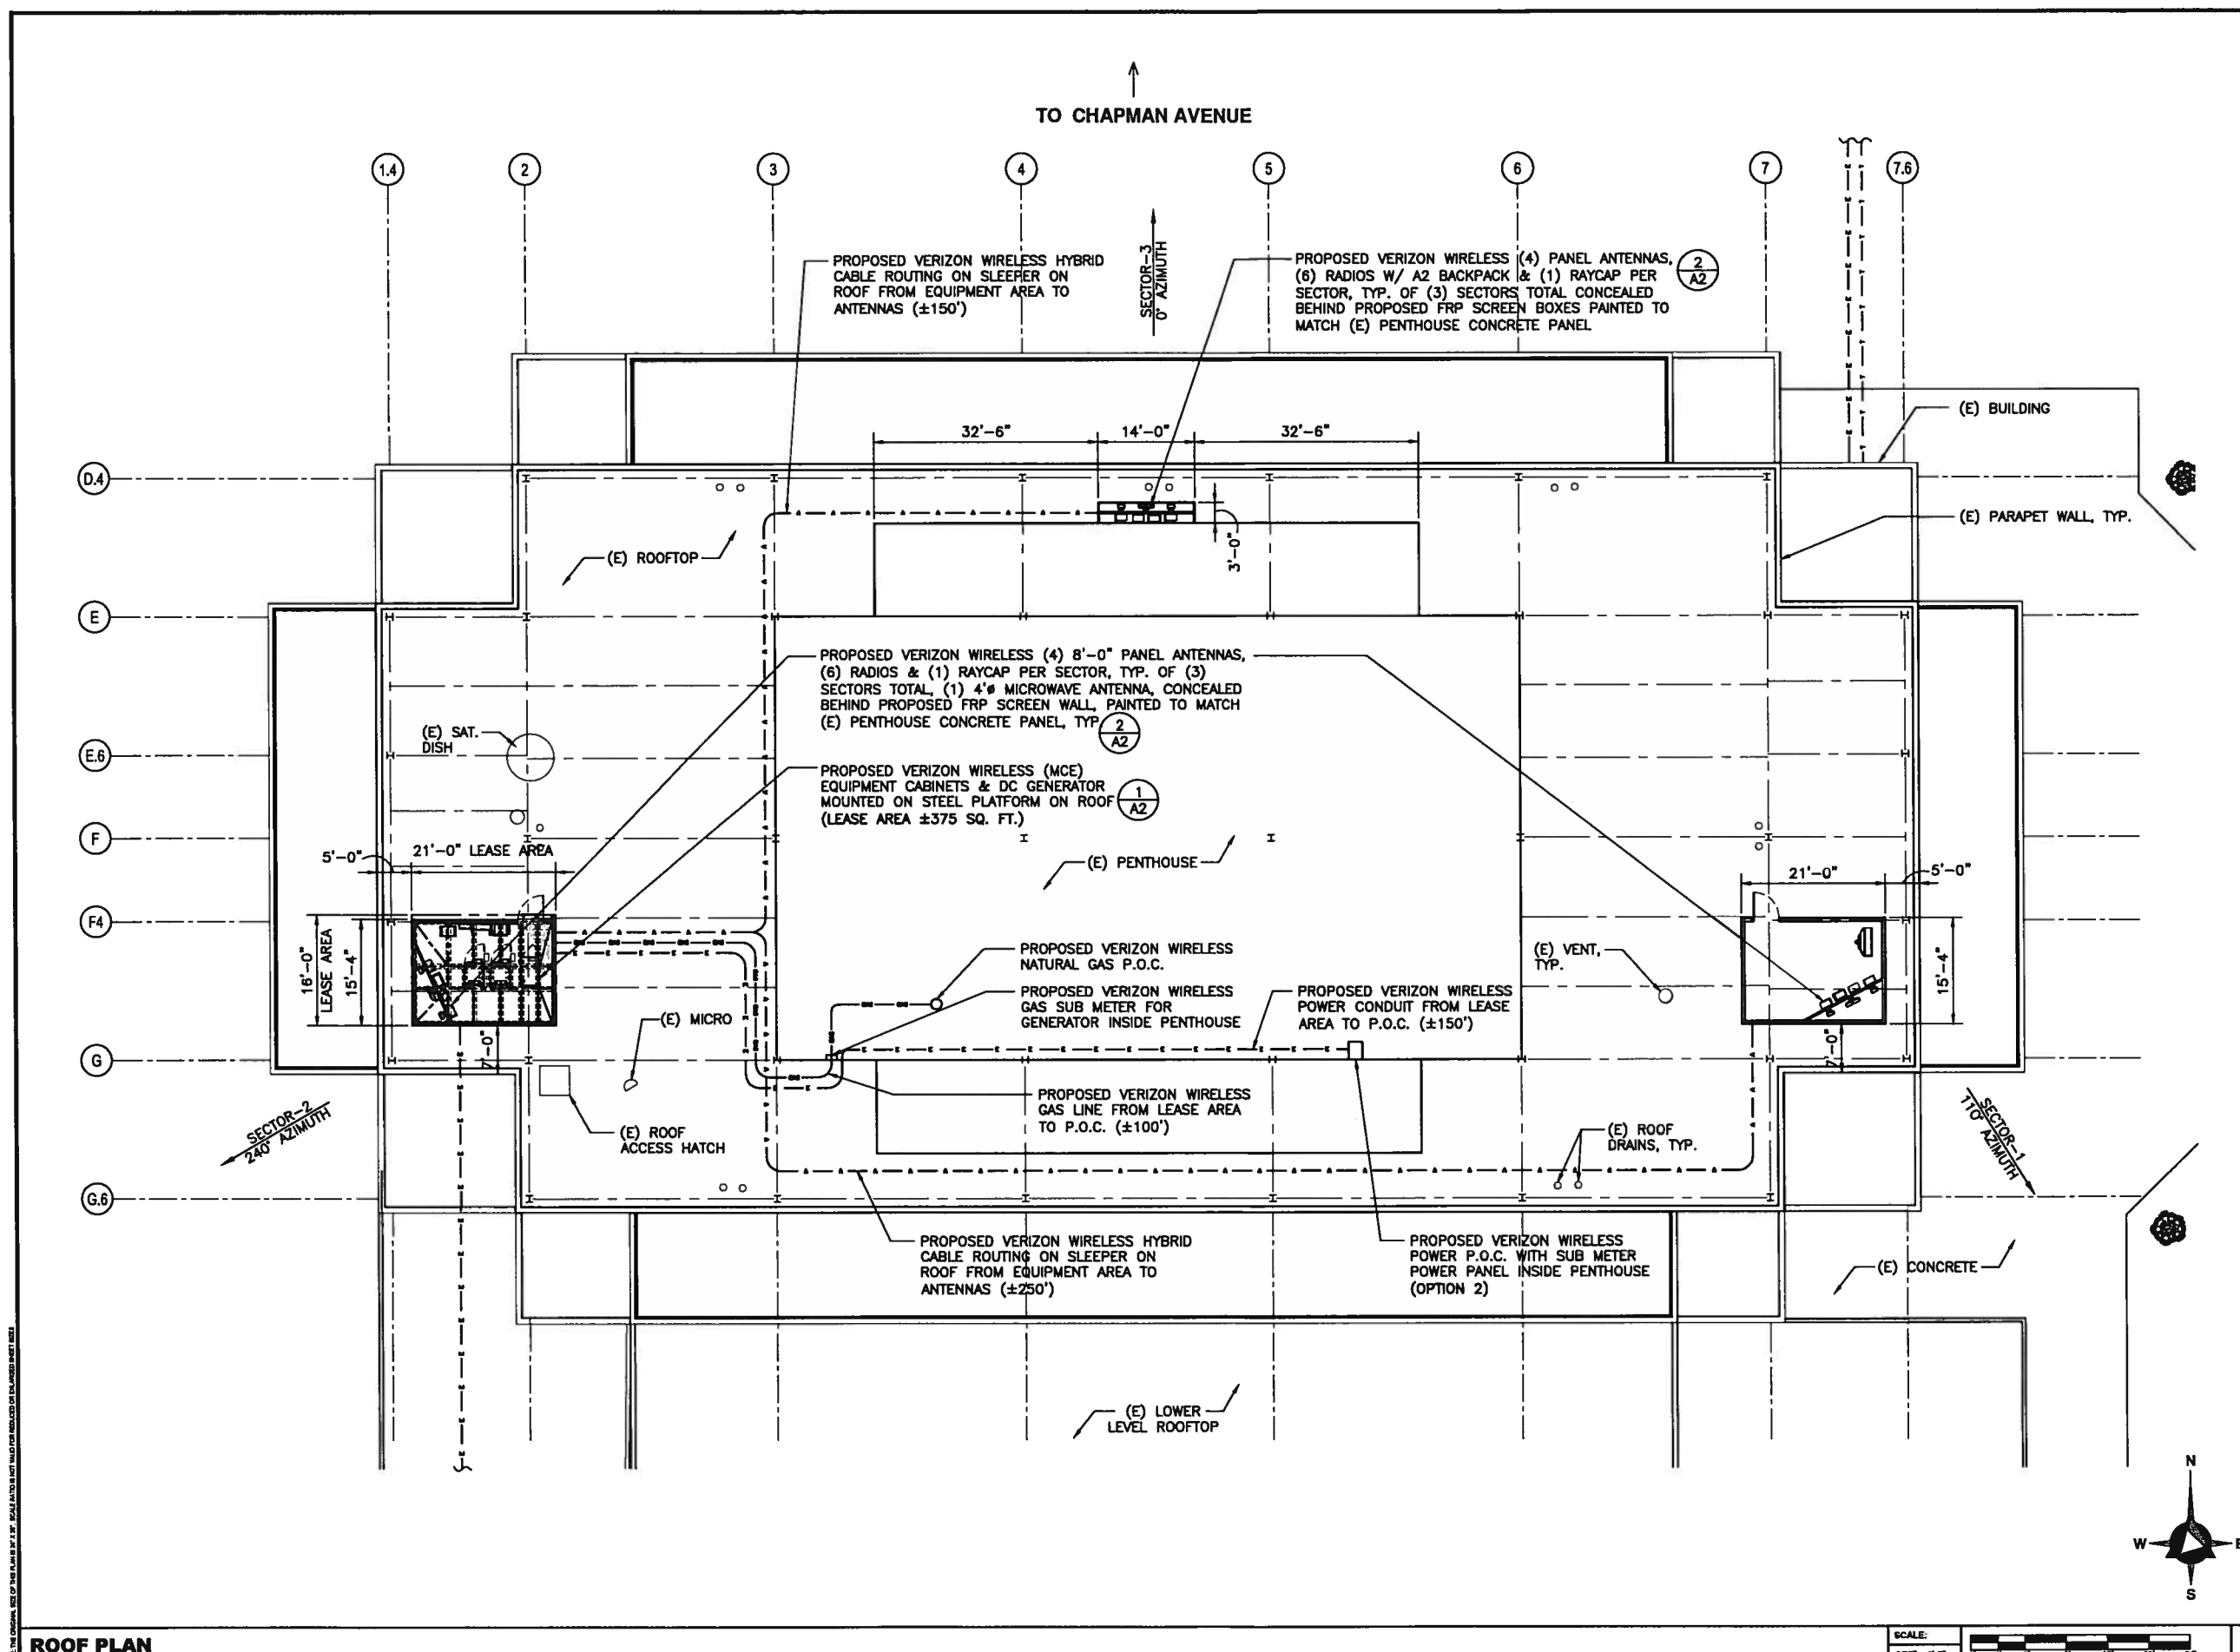 TO CHAPMAN AVENUE
1.4
2
3
4
5
6
7
7.6
PROPOSED VERIZON WIRELESS HYBRID
CABLE ROUTING ON SLEEPER ON
ROOF FROM EQUIPMENT AREA TO
ANTENNAS (±150')
SECTOR-3
0° AZIMUTH
PROPOSED VERIZON WIRELESS (4) PANEL ANTENNAS,
(6) RADIOS W/ A2 BACKPACK & (1) RAYCAP PER
SECTOR, TYP. OF (3) SECTORS TOTAL CONCEALED
BEHIND PROPOSED FRP SCREEN BOXES PAINTED TO
MATCH (E) PENTHOUSE CONCRETE PANEL
2
A2
(E) BUILDING
32'-6"
14'-0"
32'-6"
D.4
(E) PARAPET WALL, TYP.
(E) ROOFTOP
3'-0"
E
PROPOSED VERIZON WIRELESS (4) 8'-0" PANEL ANTENNAS,
(6) RADIOS & (1) RAYCAP PER SECTOR, TYP. OF (3)
SECTORS TOTAL, (1) 4'ø MICROWAVE ANTENNA, CONCEALED
BEHIND PROPOSED FRP SCREEN WALL, PAINTED TO MATCH
(E) PENTHOUSE CONCRETE PANEL, TYP
2
A2
(E) SAT.
DISH
E.6
PROPOSED VERIZON WIRELESS (MCE)
EQUIPMENT CABINETS & DC GENERATOR
MOUNTED ON STEEL PLATFORM ON ROOF
(LEASE AREA ±375 SQ. FT.)
1
A2
F
5'-0"
21'-0" LEASE AREA
(E) PENTHOUSE
21'-0"
5'-0"
F4
16'-0"
LEASE AREA
15'-4"
PROPOSED VERIZON WIRELESS
NATURAL GAS P.O.C.
(E) VENT,
TYP.
15'-4"
PROPOSED VERIZON WIRELESS
GAS SUB METER FOR
GENERATOR INSIDE PENTHOUSE
PROPOSED VERIZON WIRELESS
POWER CONDUIT FROM LEASE
AREA TO P.O.C. (±150')
(E) MICRO
7'-0"
7'-0"
G
PROPOSED VERIZON WIRELESS
GAS LINE FROM LEASE AREA
TO P.O.C. (±100')
SECTOR-2
240° AZIMUTH
SECTOR-1
110° AZIMUTH
(E) ROOF
ACCESS HATCH
(E) ROOF
DRAINS, TYP.
G.6
PROPOSED VERIZON WIRELESS HYBRID
CABLE ROUTING ON SLEEPER ON
ROOF FROM EQUIPMENT AREA TO
ANTENNAS (±250')
PROPOSED VERIZON WIRELESS
POWER P.O.C. WITH SUB METER
POWER PANEL INSIDE PENTHOUSE
(OPTION 2)
(E) CONCRETE
(E) LOWER
LEVEL ROOFTOP
N
W
E
S
ROOF PLAN
SCALE: